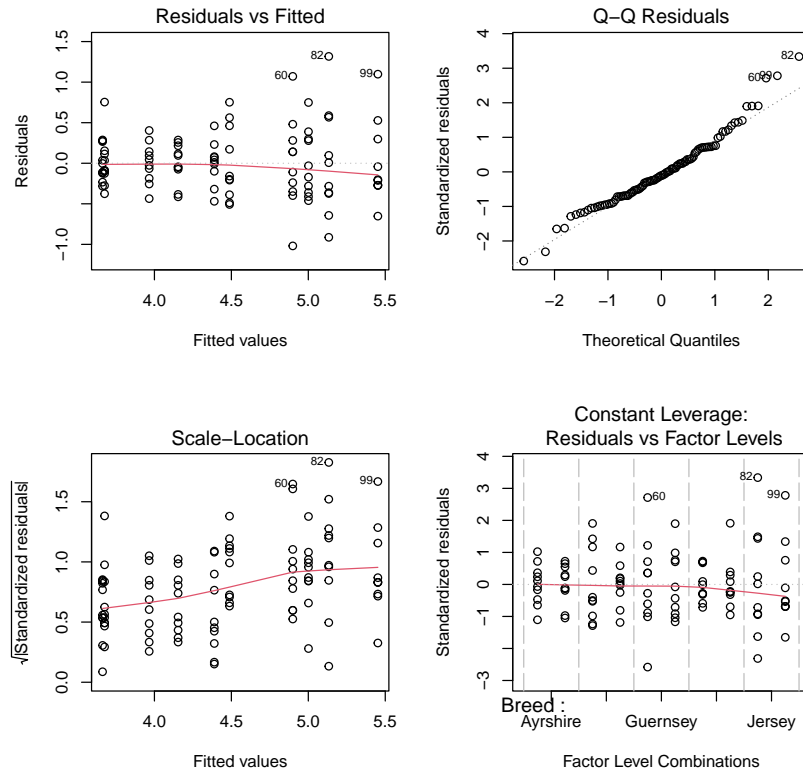 Residuals vs Fitted
Residuals
1.5
1.0
0.5
0.0
−1.0
82
60
99
4.0 4.5 5.0 5.5
Fitted values
Q−Q Residuals
Standardized residuals
4
3
2
1
0
−1
−2
82
60
99
−2 −1 0 1 2
Theoretical Quantiles
Scale−Location
√|Standardized residuals|
1.5
1.0
0.5
0.0
82
60
99
4.0 4.5 5.0 5.5
Fitted values
Constant Leverage:
Residuals vs Factor Levels
Standardized residuals
4
2
0
−1
−3
82
60
99
Breed :
Ayrshire Guernsey Jersey
Factor Level Combinations